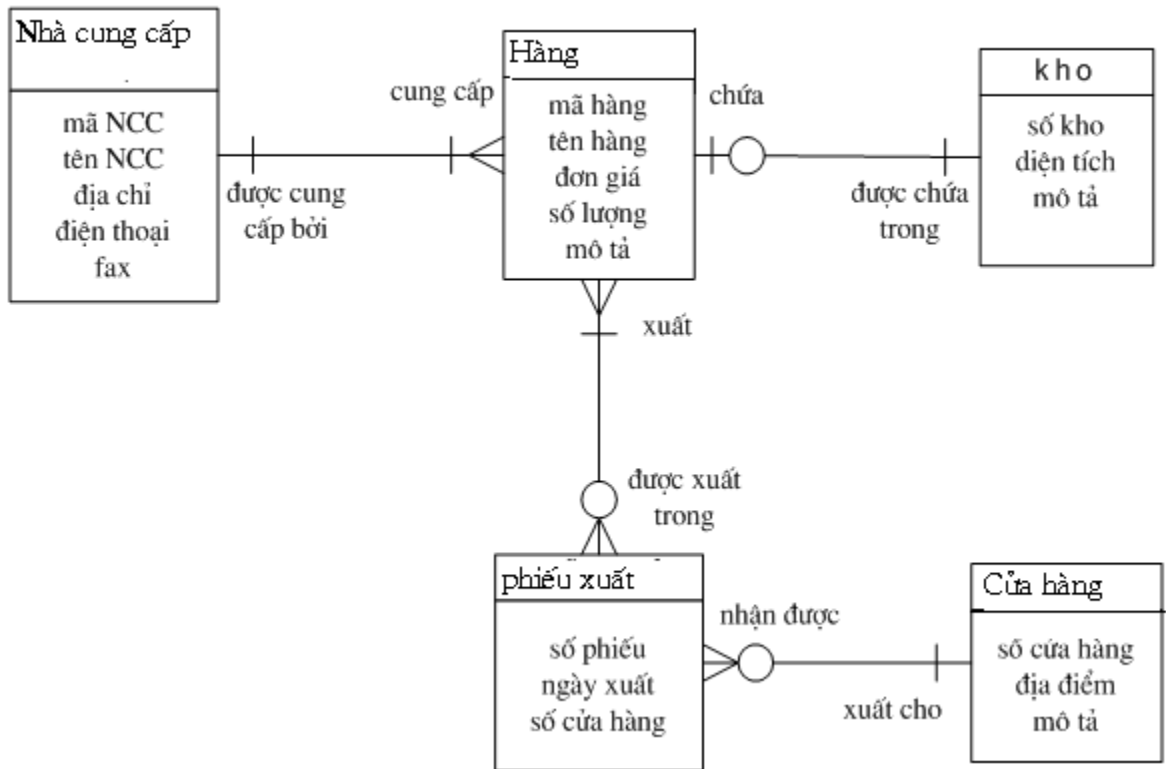 Nhà cung cấp
mã NCC
tên NCC
địa chỉ
điện thoại
fax
được cung
cấp bởi
cung cấp
Hàng
mã hàng
tên hàng
đơn giá
số lượng
mô tả
chứa
được chứa
trong
kho
số kho
diện tích
mô tả
xuất
được xuất
trong
phiếu xuất
số phiếu
ngày xuất
số cửa hàng
nhận được
xuất cho
Cửa hàng
số cửa hàng
địa điểm
mô tả